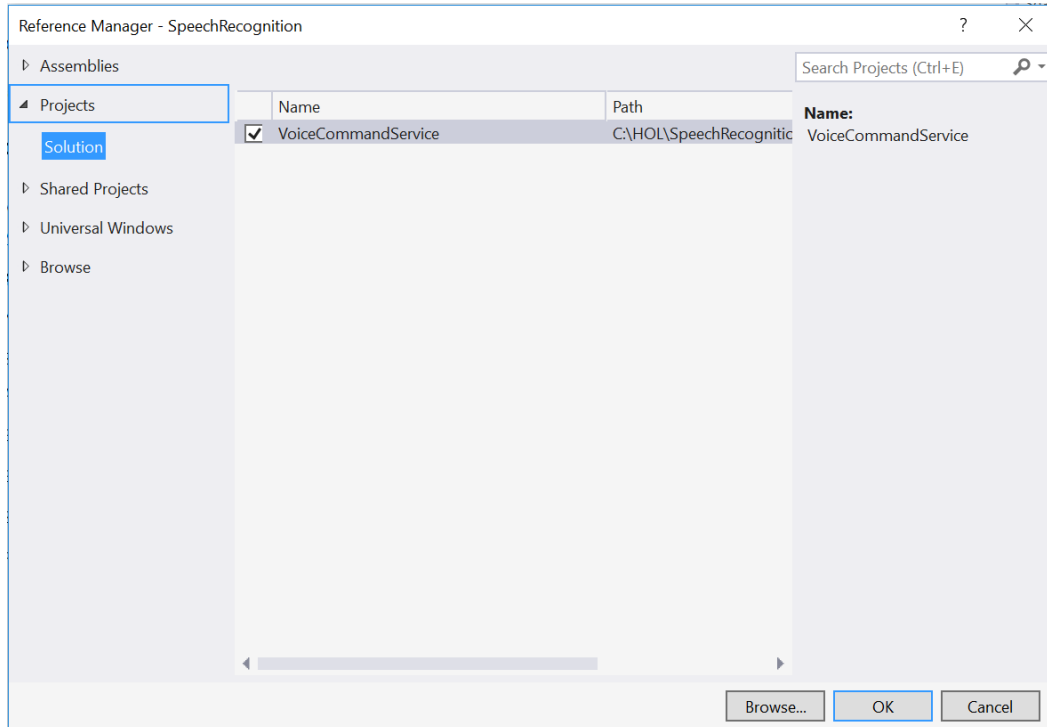 Reference Manager - SpeechRecognition
?
Assemblies
Search Projects (Ctrl+E)
Projects
Solution
Shared Projects
Universal Windows
Browse
Name Path
VoiceCommandService C:\HOL\SpeechRecognitic
Name:
VoiceCommandService
Browse... OK Cancel